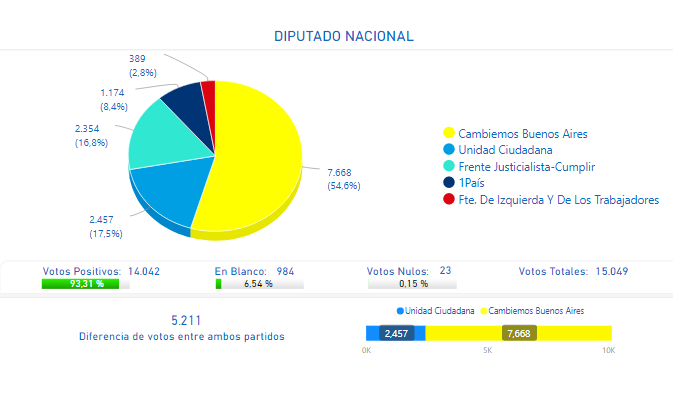 DIPUTADO NACIONAL
389
(2,8%)
1.174
(8,4%)
2.354
(16,8%)
2.457
(17,5%)
7.668
(54,6%)
Cambiemos Buenos Aires
Unidad Ciudadana
Frente Justicialista-Cumplir
1País
Fte. De Izquierda Y De Los Trabajadores
Votos Positivos: 14.042
93,31 %
En Blanco: 984
6,54 %
Votos Nulos: 23
0,15 %
Votos Totales: 15.049
5.211
Diferencia de votos entre ambos partidos
Unidad Ciudadana Cambiemos Buenos Aires
2,457 7,668
0K 5K 10K